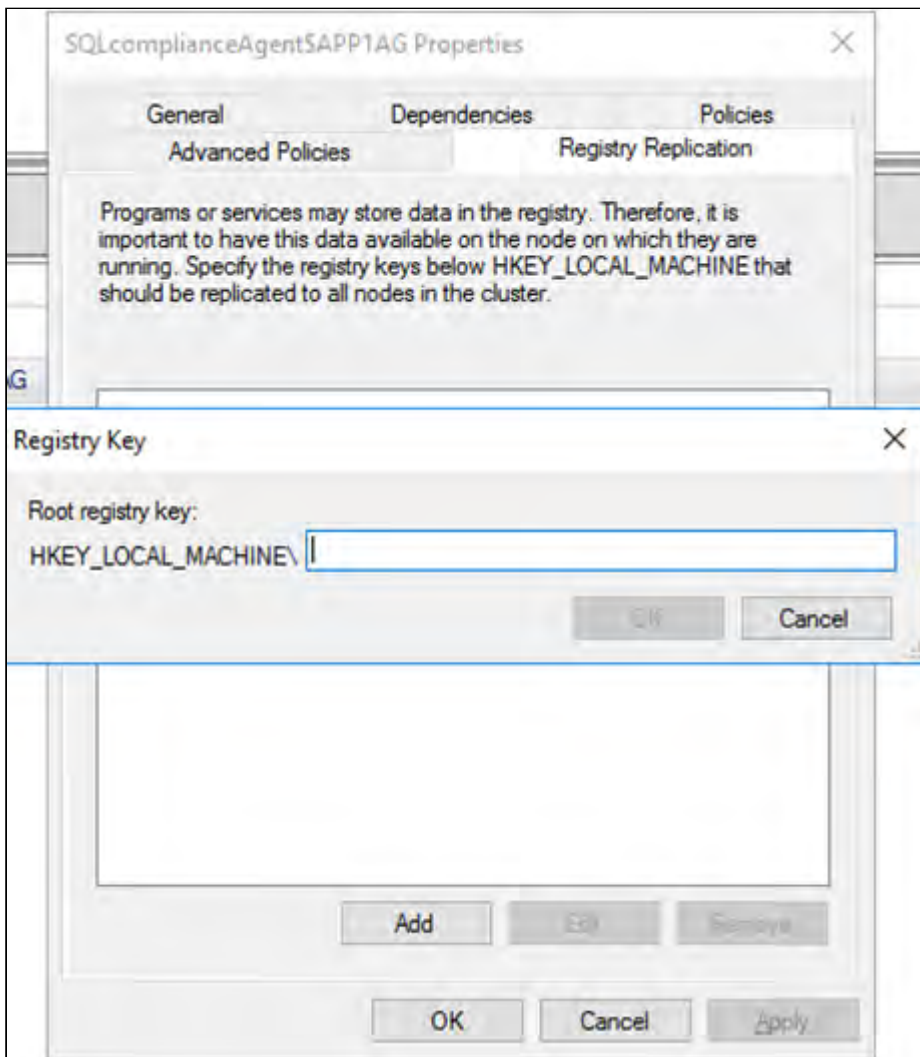 SQLcomplianceAgent$APP1AG Properties
General Dependencies Policies
Advanced Policies Registry Replication
Programs or services may store data in the registry. Therefore, it is
important to have this data available on the node on which they are
running. Specify the registry keys below HKEY_LOCAL_MACHINE that
should be replicated to all nodes in the cluster.
AG
Registry Key
Root registry key:
HKEY_LOCAL_MACHINE\
OK Cancel
Add Edit Remove
OK Cancel Apply